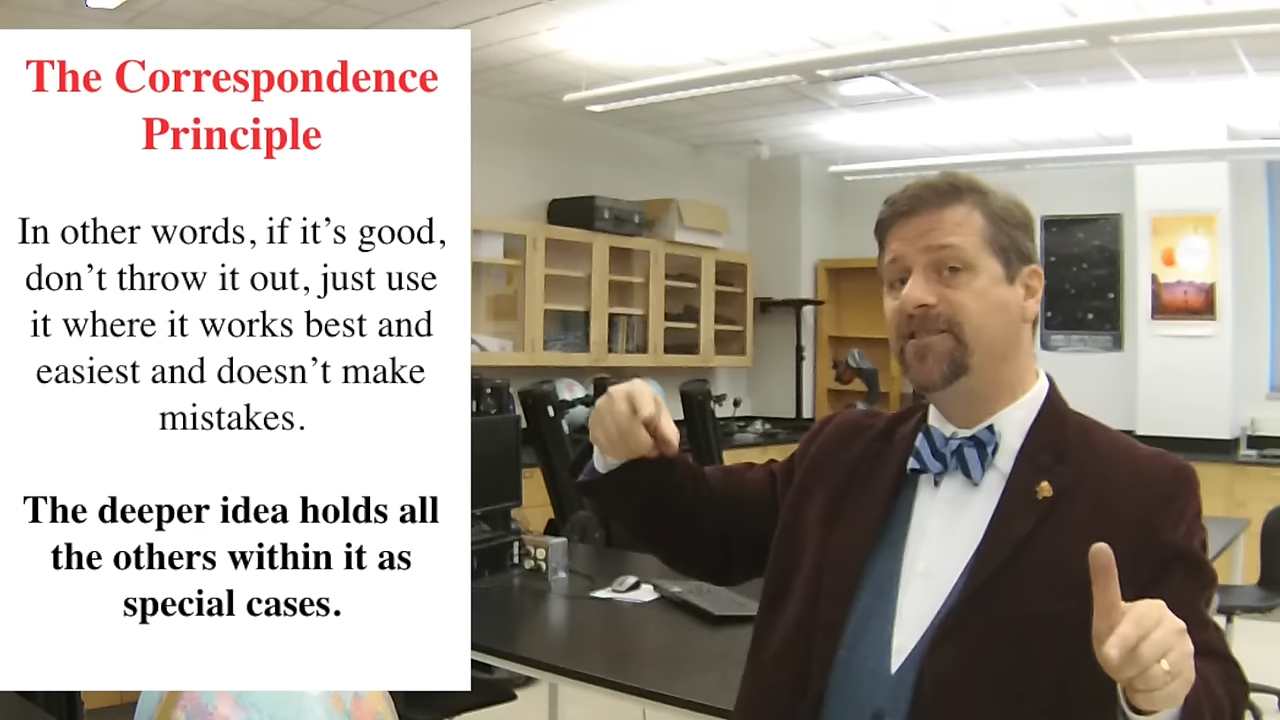 The Correspondence
Principle
In other words, if it’s good,
don’t throw it out, just use
it where it works best and
easiest and doesn’t make
mistakes.
The deeper idea holds all
the others within it as
special cases.